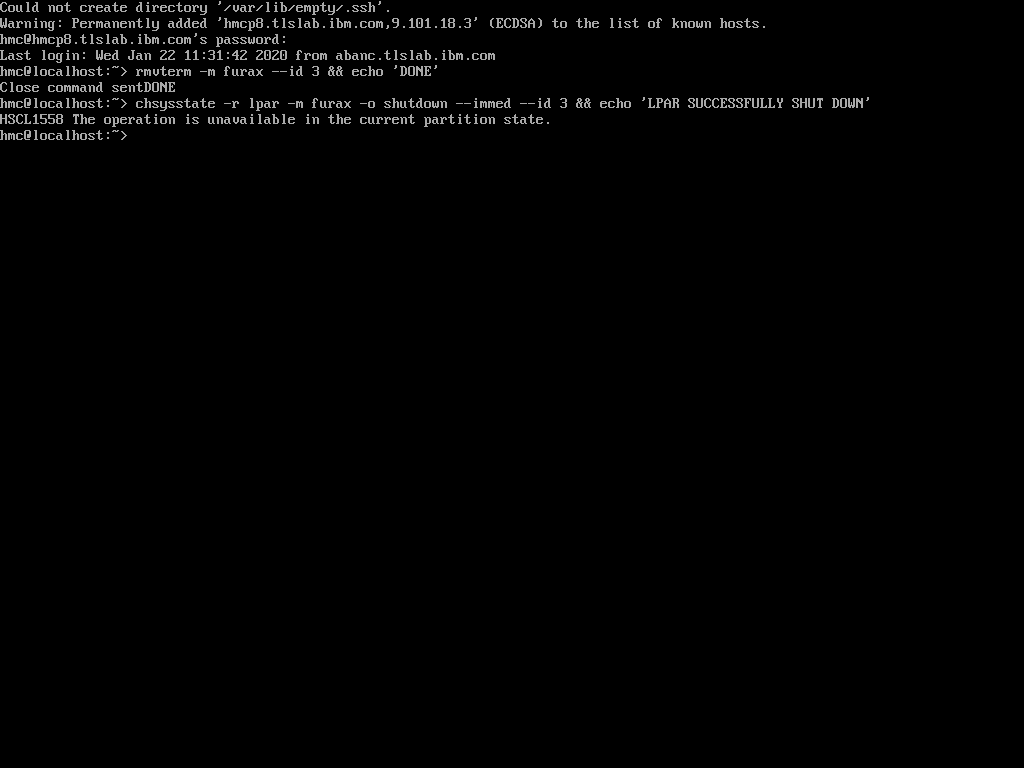 Could not create directory '/var/lib/empty/.ssh'.
Warning: Permanently added 'hmcp8.tlslab.ibm.com,9.101.18.3' (ECDSA) to the list of known hosts.
hmc@hmcp8.tlslab.ibm.com's password:
Last login: Wed Jan 22 11:31:42 2020 from abanc.tlslab.ibm.com
hmc@localhost:~> rmvterm -m furax --id 3 && echo 'DONE'
Close command sentDONE
hmc@localhost:~> chsysstate -r lpar -m furax -o shutdown --immed --id 3 && echo 'LPAR SUCCESSFULLY SHUT DOWN'
HSCL1558 The operation is unavailable in the current partition state.
hmc@localhost:~>